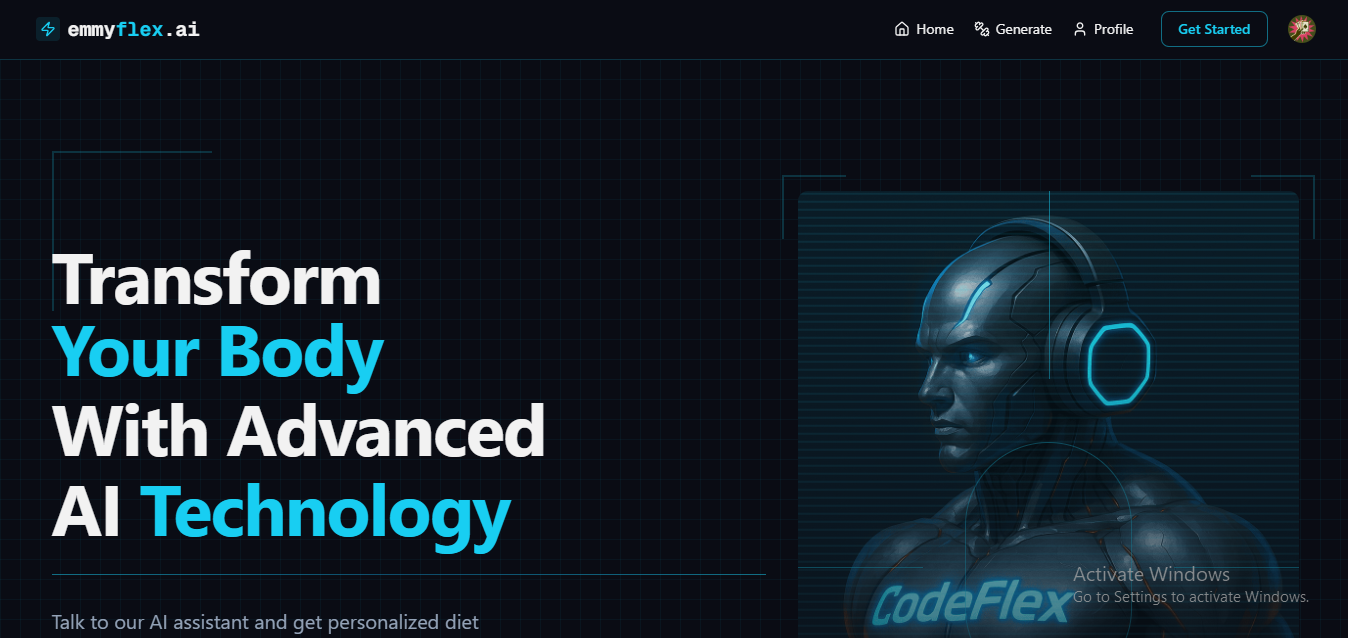 emmyflex.ai
Home
Generate
Profile
Get Started
Transform
Your Body
With Advanced
AI Technology
Talk to our AI assistant and get personalized diet
CodeFlex
Activate Windows
Go to Settings to activate Windows.